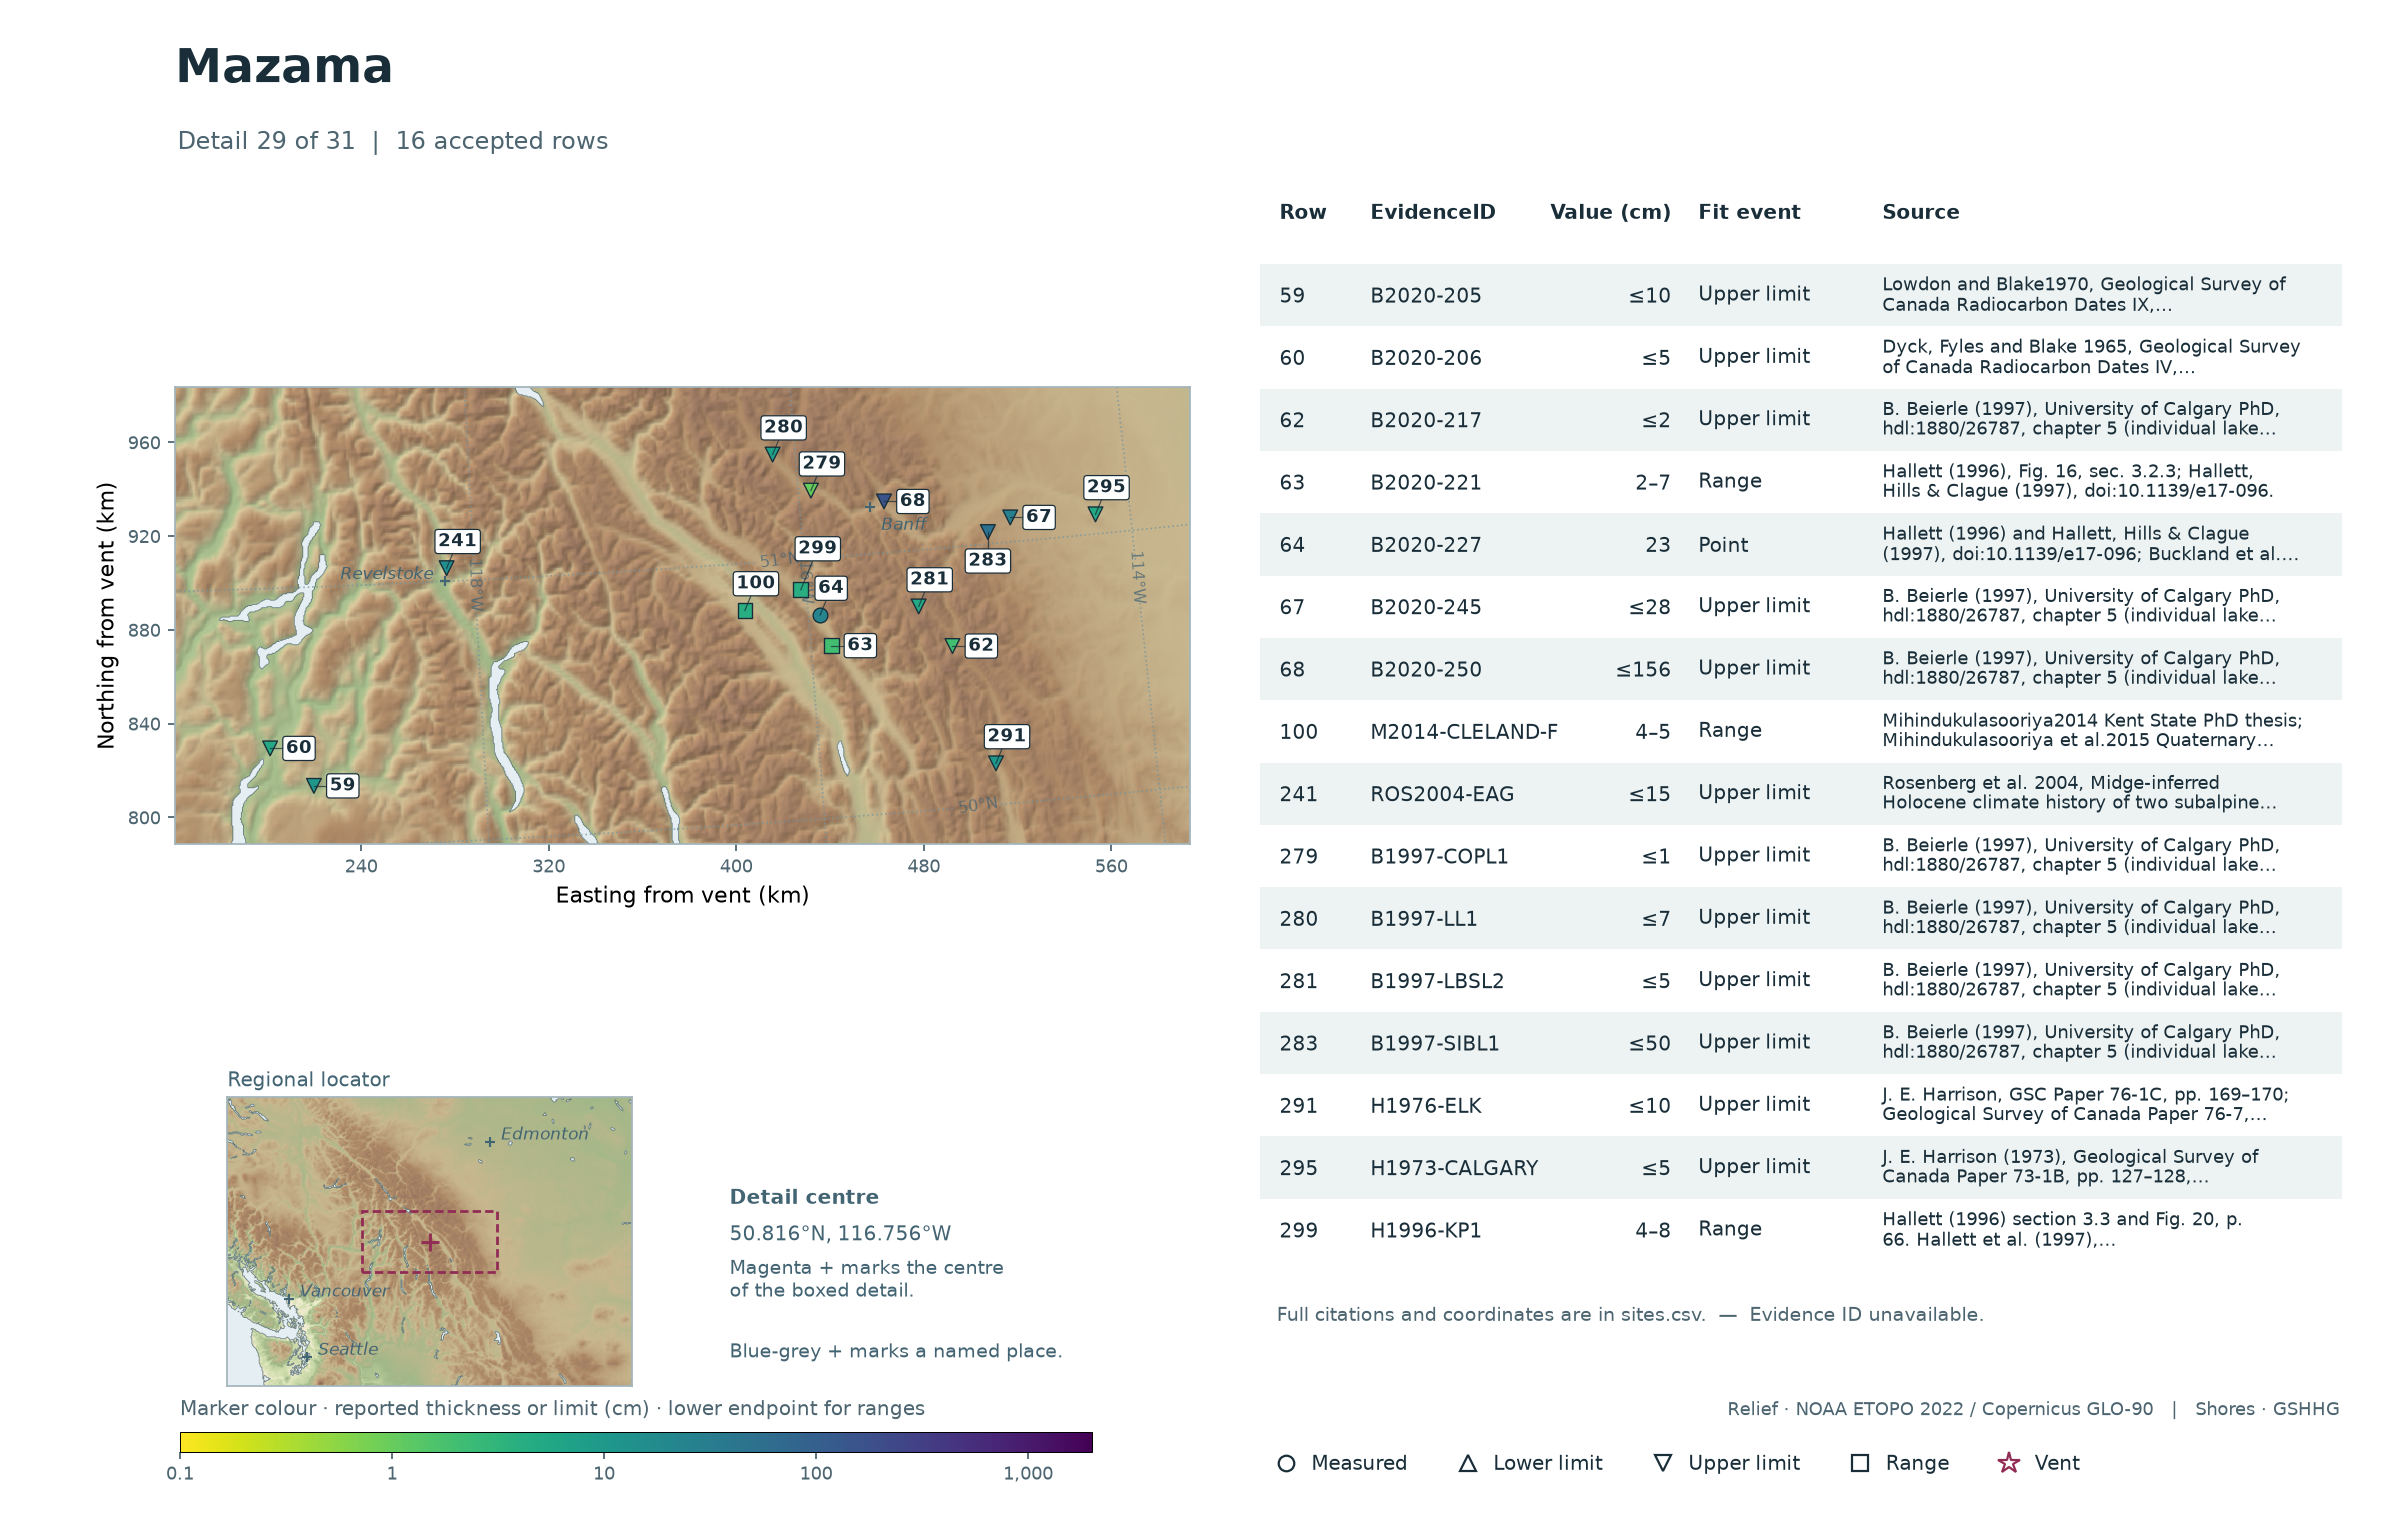 Mazama
Detail 29 of 31 | 16 accepted rows
Northing from vent (km)
960
920
880
840
800
240
320
400
480
560
Easting from vent (km)
280
279
68
Banff
67
295
283
241
Revelstoke
118°W
299
51°N
100
64
281
114°W
63
62
291
60
59
50°N
Regional locator
Edmonton
Vancouver
Seattle
Detail centre
50.816°N, 116.756°W
Magenta + marks the centre
of the boxed detail.
Blue-grey + marks a named place.
Marker colour · reported thickness or limit (cm) · lower endpoint for ranges
0.1
1
10
100
1,000
Row EvidenceID Value (cm) Fit event Source
59 B2020-205 ≤10 Upper limit Lowdon and Blake1970, Geological Survey of
Canada Radiocarbon Dates IX,…
60 B2020-206 ≤5 Upper limit Dyck, Fyles and Blake 1965, Geological Survey
of Canada Radiocarbon Dates IV,…
62 B2020-217 ≤2 Upper limit B. Beierle (1997), University of Calgary PhD,
hdl:1880/26787, chapter 5 (individual lake…
63 B2020-221 2–7 Range Hallett (1996), Fig. 16, sec. 3.2.3; Hallett,
Hills & Clague (1997), doi:10.1139/e17-096.
64 B2020-227 23 Point Hallett (1996) and Hallett, Hills & Clague
(1997), doi:10.1139/e17-096; Buckland et al.…
67 B2020-245 ≤28 Upper limit B. Beierle (1997), University of Calgary PhD,
hdl:1880/26787, chapter 5 (individual lake…
68 B2020-250 ≤156 Upper limit B. Beierle (1997), University of Calgary PhD,
hdl:1880/26787, chapter 5 (individual lake…
100 M2014-CLELAND-F 4–5 Range Mihindukulasooriya2014 Kent State PhD thesis;
Mihindukulasooriya et al.2015 Quaternary…
241 ROS2004-EAG ≤15 Upper limit Rosenberg et al. 2004, Midge-inferred
Holocene climate history of two subalpine…
279 B1997-COPL1 ≤1 Upper limit B. Beierle (1997), University of Calgary PhD,
hdl:1880/26787, chapter 5 (individual lake…
280 B1997-LL1 ≤7 Upper limit B. Beierle (1997), University of Calgary PhD,
hdl:1880/26787, chapter 5 (individual lake…
281 B1997-LBSL2 ≤5 Upper limit B. Beierle (1997), University of Calgary PhD,
hdl:1880/26787, chapter 5 (individual lake…
283 B1997-SIBL1 ≤50 Upper limit B. Beierle (1997), University of Calgary PhD,
hdl:1880/26787, chapter 5 (individual lake…
291 H1976-ELK ≤10 Upper limit J. E. Harrison, GSC Paper 76-1C, pp. 169–170;
Geological Survey of Canada Paper 76-7,…
295 H1973-CALGARY ≤5 Upper limit J. E. Harrison (1973), Geological Survey of
Canada Paper 73-1B, pp. 127–128,…
299 H1996-KP1 4–8 Range Hallett (1996) section 3.3 and Fig. 20, p.
66. Hallett et al. (1997),…
Full citations and coordinates are in sites.csv. — Evidence ID unavailable.
Relief · NOAA ETOPO 2022 / Copernicus GLO-90 | Shores · GSHHG
Measured
Lower limit
Upper limit
Range
Vent